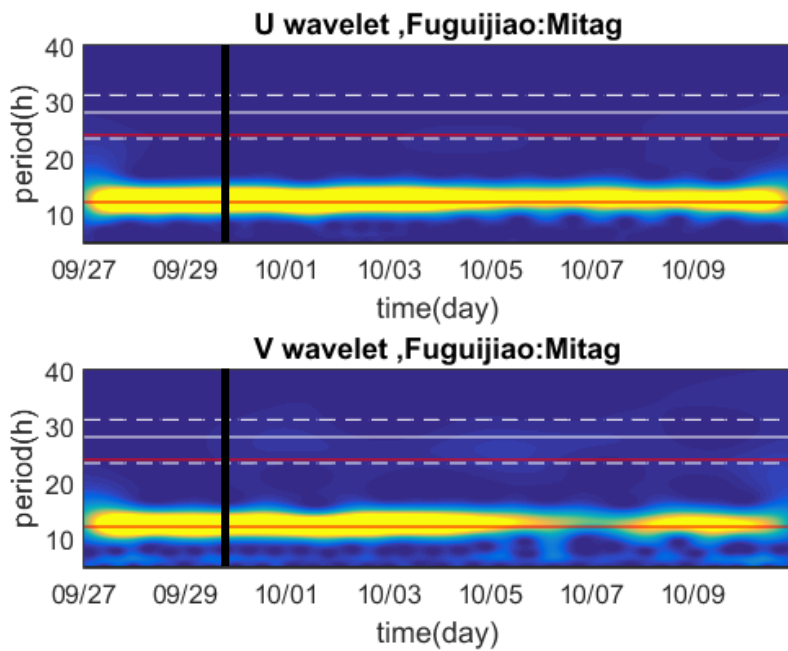 U wavelet ,Fuguijiao:Mitag
40
30
20
10
period(h)
09/27 09/29 10/01 10/03 10/05 10/07 10/09
time(day)
V wavelet ,Fuguijiao:Mitag
40
30
20
10
period(h)
09/27 09/29 10/01 10/03 10/05 10/07 10/09
time(day)